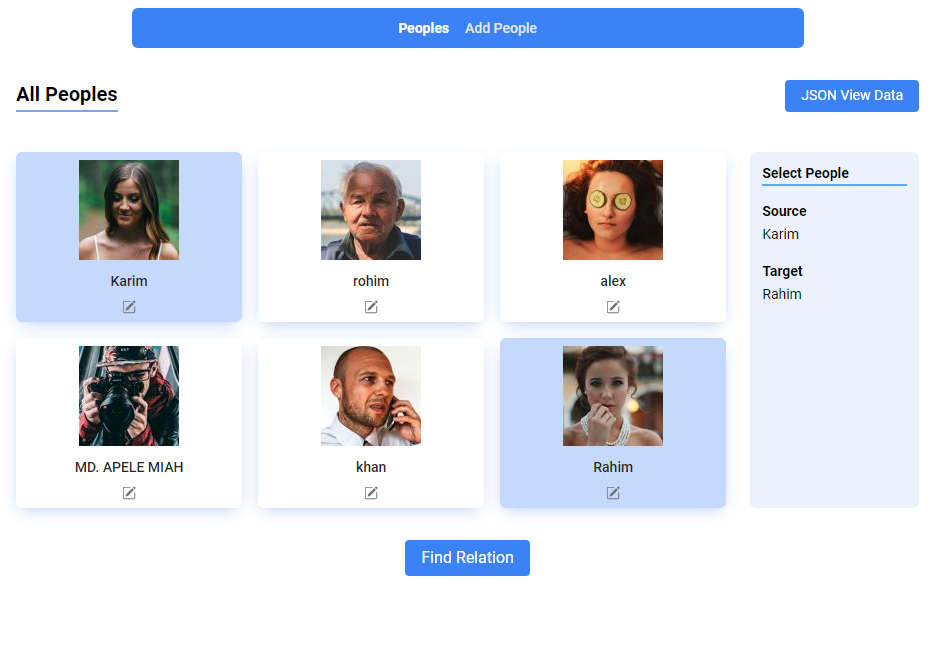 Peoples Add People
All Peoples
JSON View Data
Karim
rohim
alex
MD. APELE MIAH
khan
Rahim
Select People
Source
Karim
Target
Rahim
Find Relation